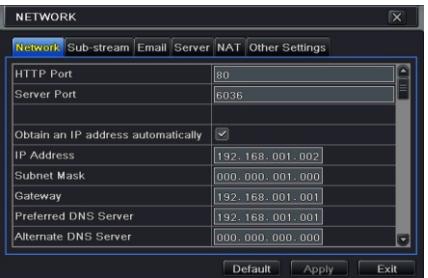 NETWORK
Network Sub-stream Email Server NAT Other Settings
HTTP Port 80
Server Port 6036
Obtain an IP address automatically
IP Address 192. 168. 001. 002
Subnet Mask 000. 000. 001. 000
Gateway 192. 168. 001. 001
Preferred DNS Server 192. 168. 001. 001
Alternate DNS Server 000. 000. 000. 000
Default Apply Exit